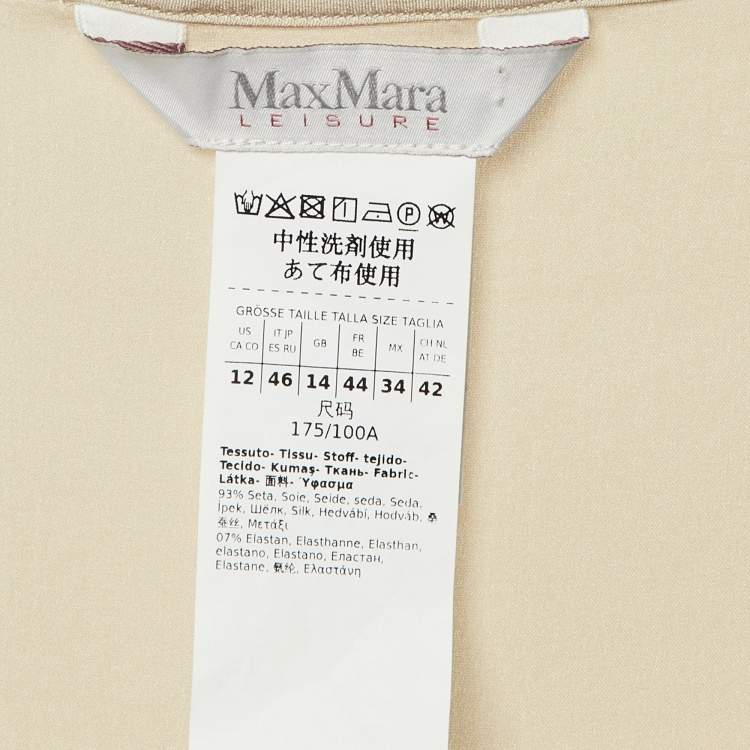 MaxMara
LEISURE
P
W
中性洗剤使用
あて布使用
GRÖSSE TAILLE TALLA SIZE TAGLIA
US CA CO
IT JP ES RU
GB
FR BE
MX
CH NL AT DE
12 46 14 44 34 42
尺码
175/100A
Tessuto- Tissu- Stoff- tejido-
Tecido- Kumaş- Ткань- Fabric-
Látka- 面料- Ύφασμα
93% Seta, Soie, Seide, seda, Seda,
İpek, Шёлк, Silk, Hedvábí, Hodváb, 桑
蚕丝, Μετάξι
07% Elastan, Elasthanne, Elasthan,
elastano, Elastano, Еластан,
Elastane, 氨纶, Ελαστάνη